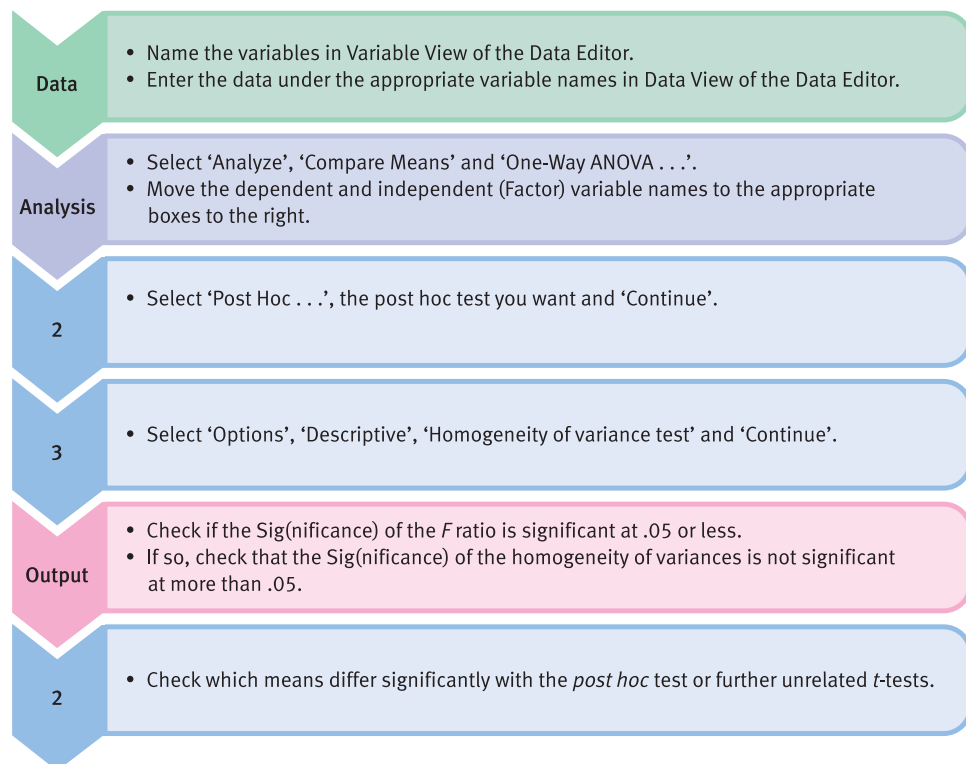 Data
• Name the variables in Variable View of the Data Editor.
• Enter the data under the appropriate variable names in Data View of the Data Editor.
Analysis
• Select ‘Analyze’, ‘Compare Means’ and ‘One-Way ANOVA . . .’.
• Move the dependent and independent (Factor) variable names to the appropriate
boxes to the right.
2
• Select ‘Post Hoc . . .’, the post hoc test you want and ‘Continue’.
3
• Select ‘Options’, ‘Descriptive’, ‘Homogeneity of variance test’ and ‘Continue’.
Output
• Check if the Sig(nificance) of the F ratio is significant at .05 or less.
• If so, check that the Sig(nificance) of the homogeneity of variances is not significant
at more than .05.
2
• Check which means differ significantly with the post hoc test or further unrelated t-tests.